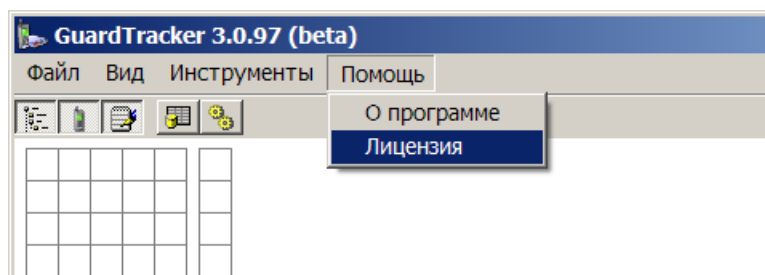 GuardTracker 3.0.97 (beta)
Файл Вид Инструменты Помощь
О программе
Лицензия